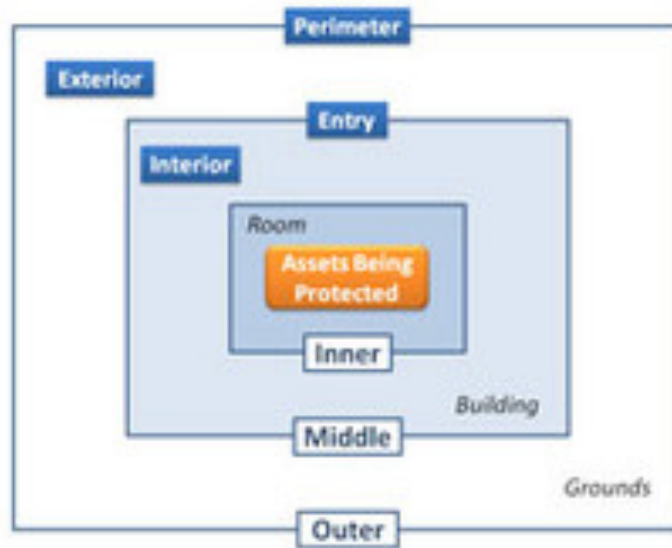 Perimeter
Exterior
Entry
Interior
Room
Assets Being
Protected
Inner
Building
Middle
Grounds
Outer